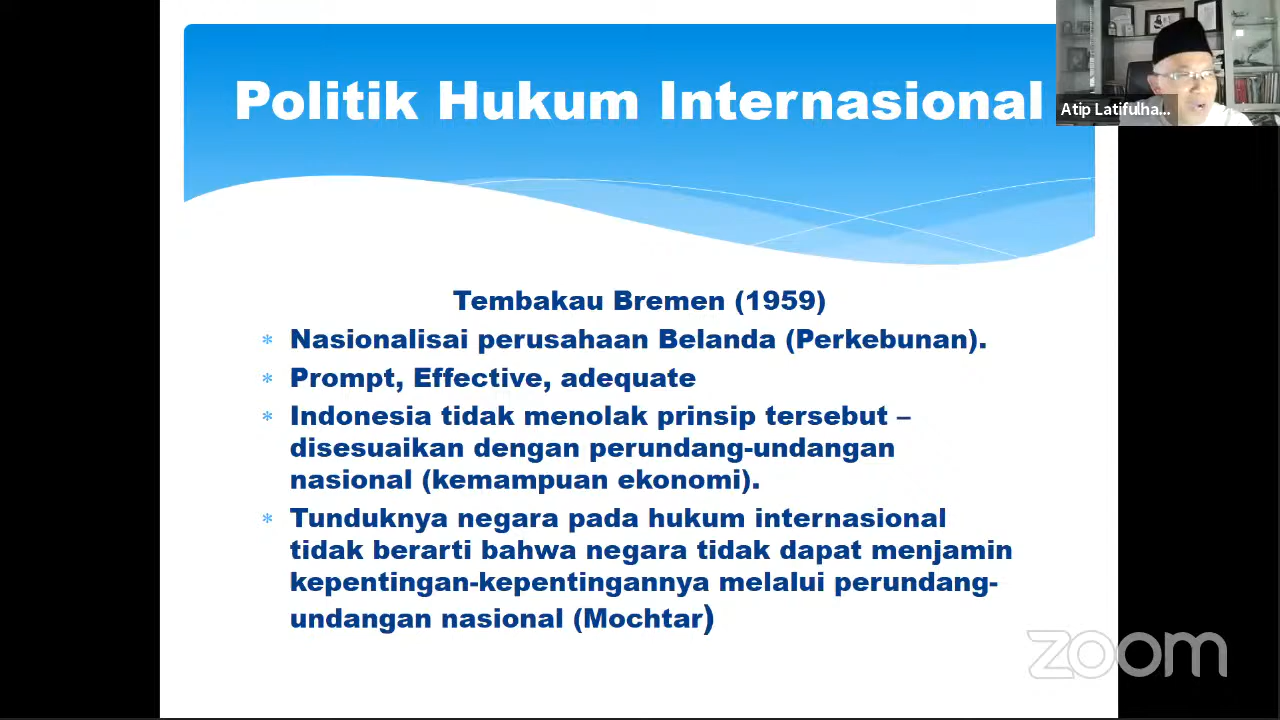 Politik Hukum Internasional
Atip Latifulha...
Tembakau Bremen (1959)
* Nasionalisai perusahaan Belanda (Perkebunan).
* Prompt, Effective, adequate
* Indonesia tidak menolak prinsip tersebut –
disesuaikan dengan perundang-undangan
nasional (kemampuan ekonomi).
* Tunduknya negara pada hukum internasional
tidak berarti bahwa negara tidak dapat menjamin
kepentingan-kepentingannya melalui perundang-
undangan nasional (Mochtar)
zoom